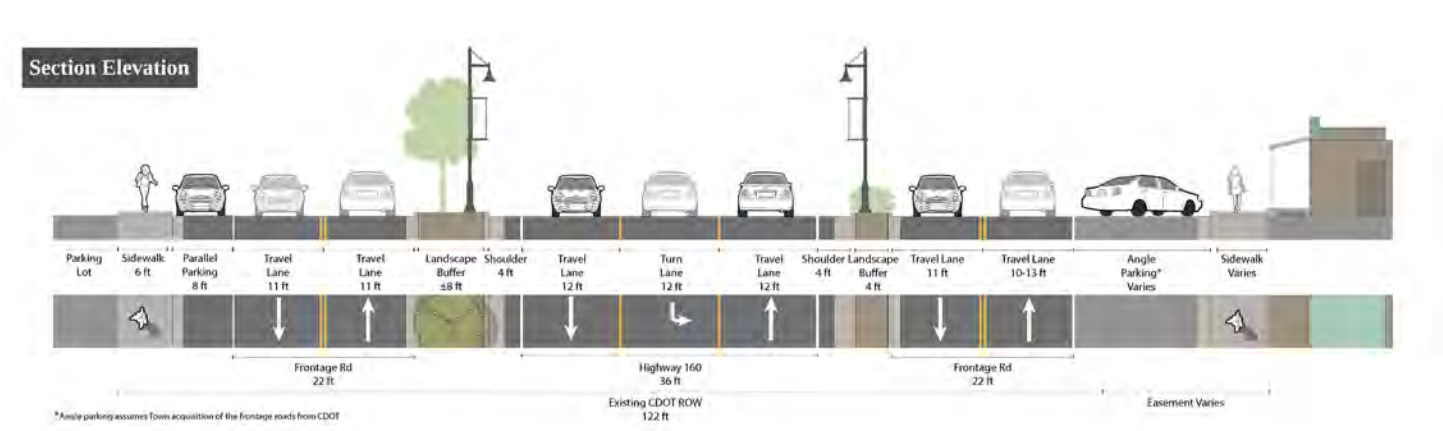 Section Elevation
Parking
Lot
Sidewalk
6 ft
Parallel
Parking
8 ft
Travel
Lane
11 ft
Travel
Lane
11 ft
Landscape
Buffer
±8 ft
Shoulder
4 ft
Travel
Lane
12 ft
Turn
Lane
12 ft
Travel
Lane
12 ft
Shoulder
4 ft
Landscape
Buffer
4 ft
Travel Lane
11 ft
Travel Lane
10-13 ft
Angle
Parking*
Varies
Sidewalk
Varies
Frontage Rd
22 ft
Highway 160
36 ft
Frontage Rd
22 ft
Existing CDOT ROW
122 ft
Easement Varies
*Angle parking assumes Town acquisition of the frontage roads from CDOT